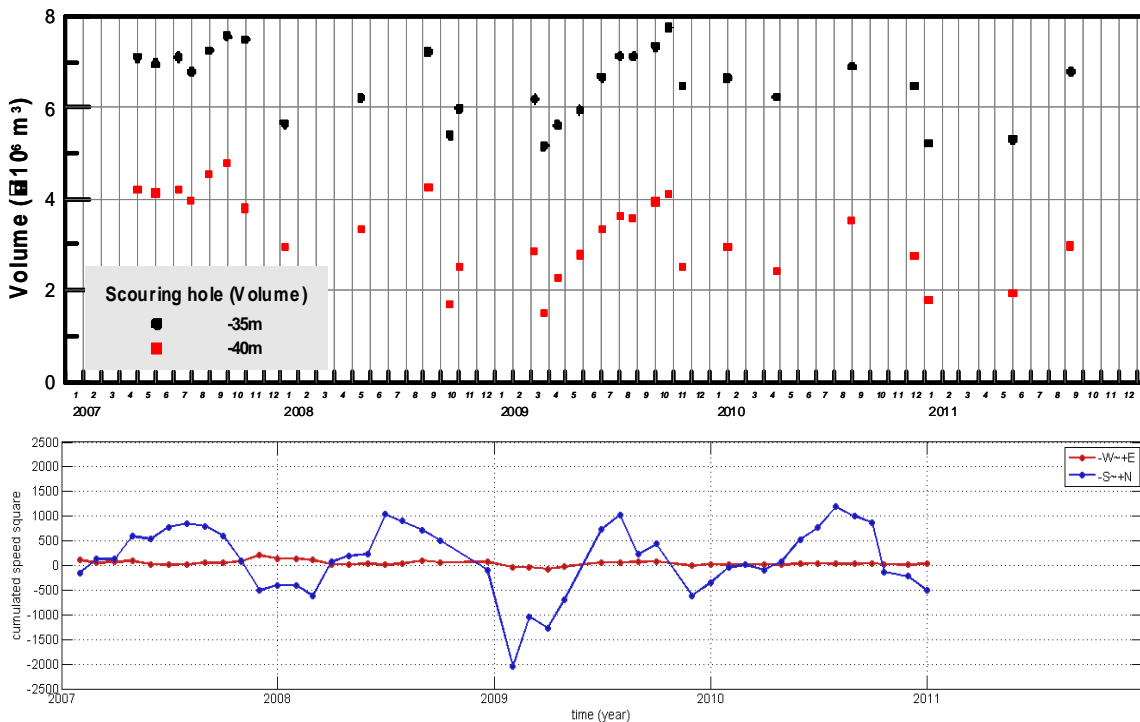 8
6
4
2
0
Volume (10⁶ m³)
Scouring hole (Volume)
-35m
-40m
1 2 3 4 5 6 7 8 9 10 11 12 1 2 3 4 5 6 7 8 9 10 11 12 1 2 3 4 5 6 7 8 9 10 11 12 1 2 3 4 5 6 7 8 9 10 11 12 1 2 3 4 5 6 7 8 9 10 11 12
2007 2008 2009 2010 2011
2500
2000
1500
1000
500
0
-500
-1000
-1500
-2000
-2500
cumulated speed square
-W~+E
-S~+N
2007 2008 2009 2010 2011
time (year)